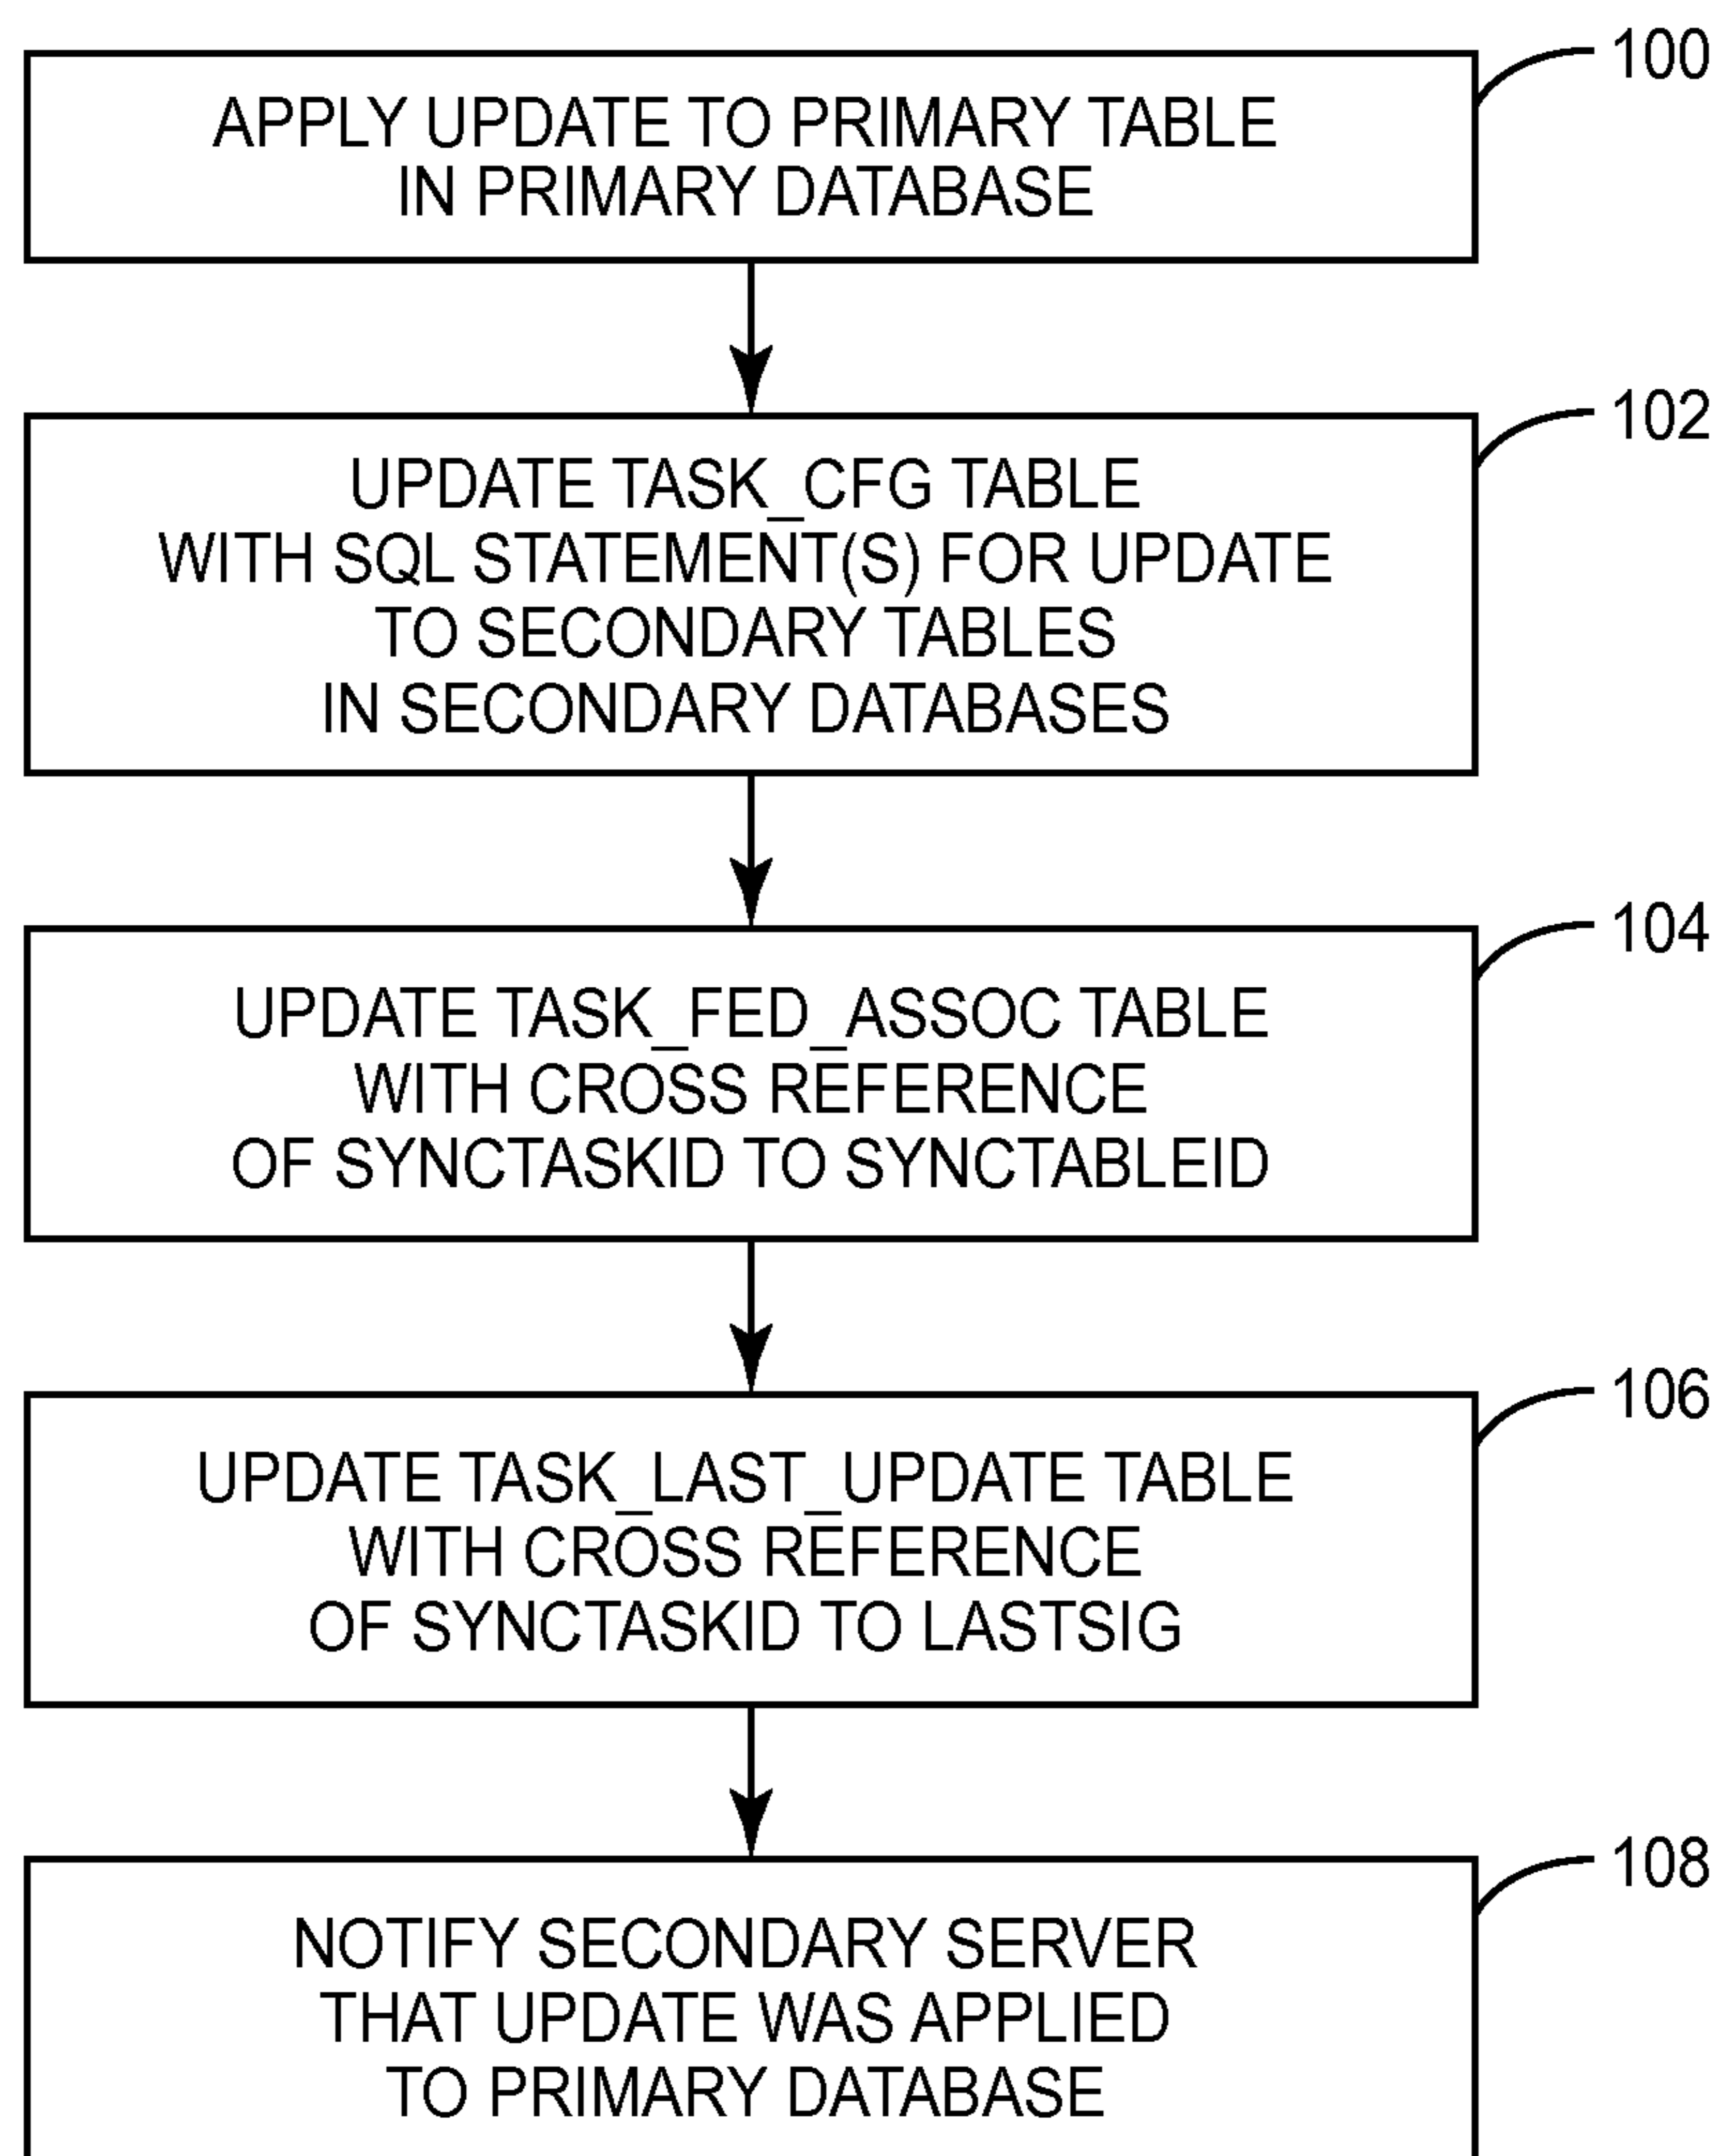 100
APPLY UPDATE TO PRIMARY TABLE
IN PRIMARY DATABASE
102
UPDATE TASK_CFG TABLE
WITH SQL STATEMENT(S) FOR UPDATE
TO SECONDARY TABLES
IN SECONDARY DATABASES
104
UPDATE TASK_FED_ASSOC TABLE
WITH CROSS REFERENCE
OF SYNCTASKID TO SYNCTABLEID
106
UPDATE TASK_LAST_UPDATE TABLE
WITH CROSS REFERENCE
OF SYNCTASKID TO LASTSIG
108
NOTIFY SECONDARY SERVER
THAT UPDATE WAS APPLIED
TO PRIMARY DATABASE